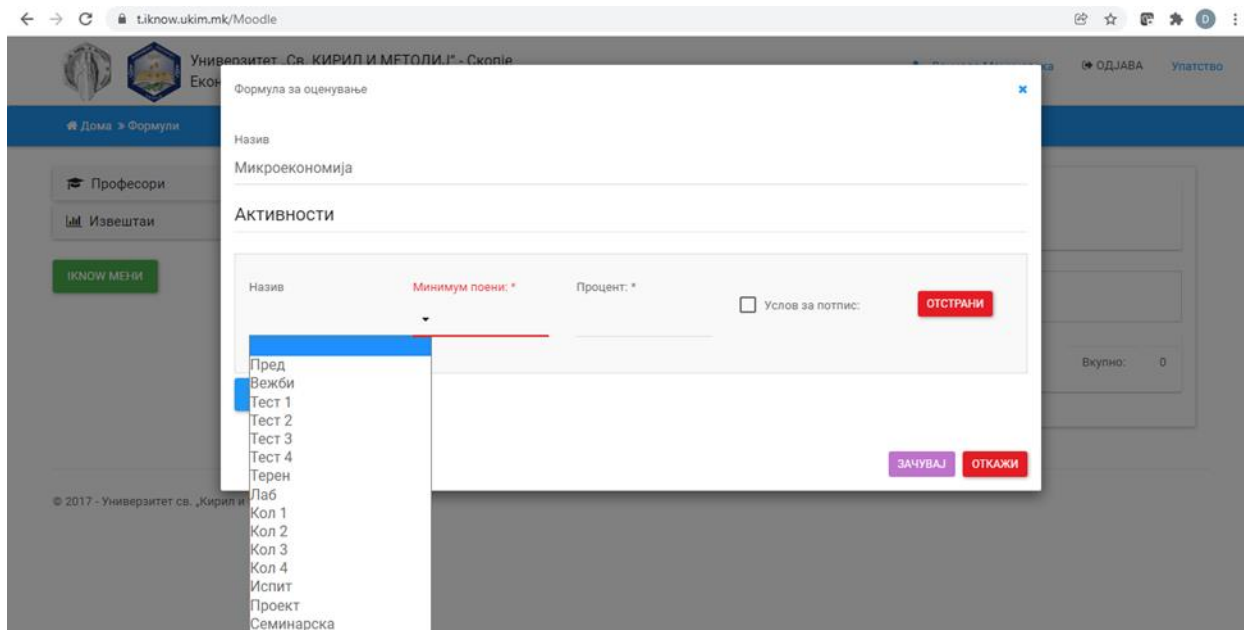 t.iknow.ukim.mk/Moodle
D
Универзитет „Св. КИРИЛ И МЕТОДИЈ" - Скопје
Екон
ОДЈАВА
Упатство
Дома » Формули
Професори
Извештаи
IKNOW МЕНИ
Формула за оценување
Назив
Микроекономија
Активности
Назив
Минимум поени: *
Процент: *
Услов за потпис:
ОТСТРАНИ
Пред
Вежби
Тест 1
Тест 2
Тест 3
Тест 4
Терен
Лаб
Кол 1
Кол 2
Кол 3
Кол 4
Испит
Проект
Семинарска
Вкупно: 0
ЗАЧУВАЈ
ОТКАЖИ
© 2017 - Универзитет св. „Кирил и